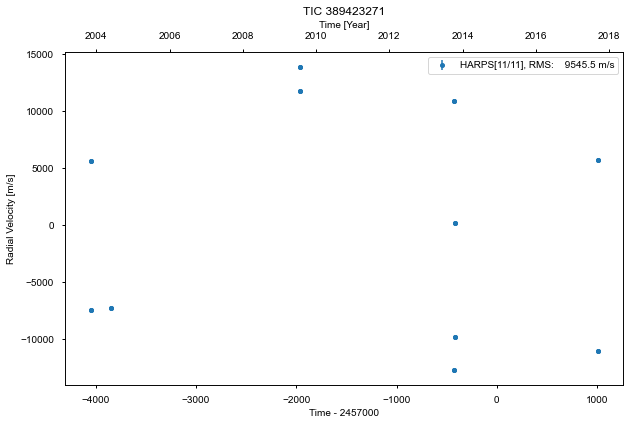 TIC 389423271
Time [Year]
2004 2006 2008 2010 2012 2014 2016 2018
HARPS[11/11], RMS: 9545.5 m/s
15000
10000
5000
0
−5000
−10000
Radial Velocity [m/s]
−4000 −3000 −2000 −1000 0 1000
Time - 2457000